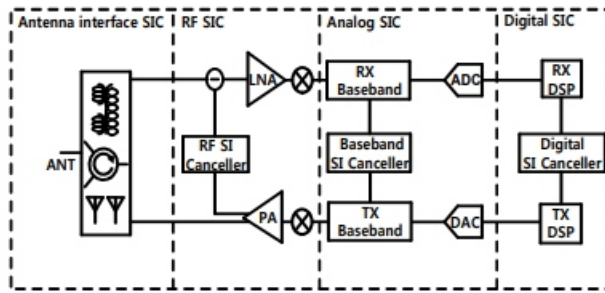 Antenna interface SIC
RF SIC
Analog SIC
Digital SIC
LNA
RX
Baseband
ADC
RX
DSP
ANT
RF SI
Canceller
Baseband
SI Canceller
Digital
SI Canceller
PA
TX
Baseband
DAC
TX
DSP